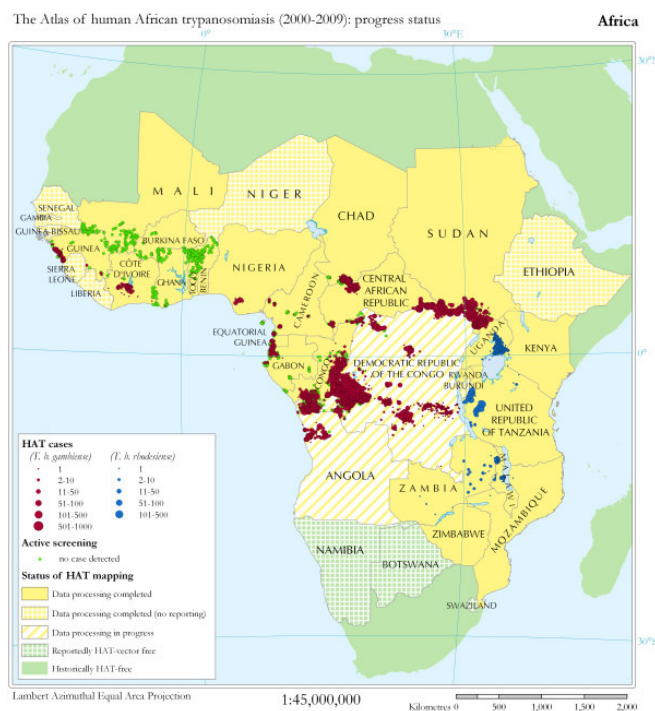 The Atlas of human African trypanosomiasis (2000-2009): progress status
Africa
0°
30°E
30°
MALI
NIGER
CHAD
SUDAN
SENEGAL
GAMBIA
GUINEA-BISSAU
GUINEA
BURKINA FASO
SIERRA
LEONE
CÔTE
D'IVOIRE
GHANA
TOGO
BENIN
NIGERIA
LIBERIA
CAMEROON
CENTRAL
AFRICAN
REPUBLIC
ETHIOPIA
EQUATORIAL
GUINEA
GABON
CONGO
DEMOCRATIC REPUBLIC
OF THE CONGO
UGANDA
KENYA
0°
RWANDA
BURUNDI
UNITED
REPUBLIC
OF TANZANIA
ANGOLA
ZAMBIA
MALAWI
MOZAMBIQUE
ZIMBABWE
NAMIBIA
BOTSWANA
SWAZILAND
30°
HAT cases
(T. b. gambiense) (T. b. rhodesiense)
1 1
2-10 2-10
11-50 11-50
51-100 51-100
101-500 101-500
501-1000
Active screening
no case detected
Status of HAT mapping
Data processing completed
Data processing completed (no reporting)
Data processing in progress
Reportedly HAT-vector free
Historically HAT-free
Lambert Azimuthal Equal Area Projection
1:45,000,000
Kilometres 0 500 1,000 1,500 2,000